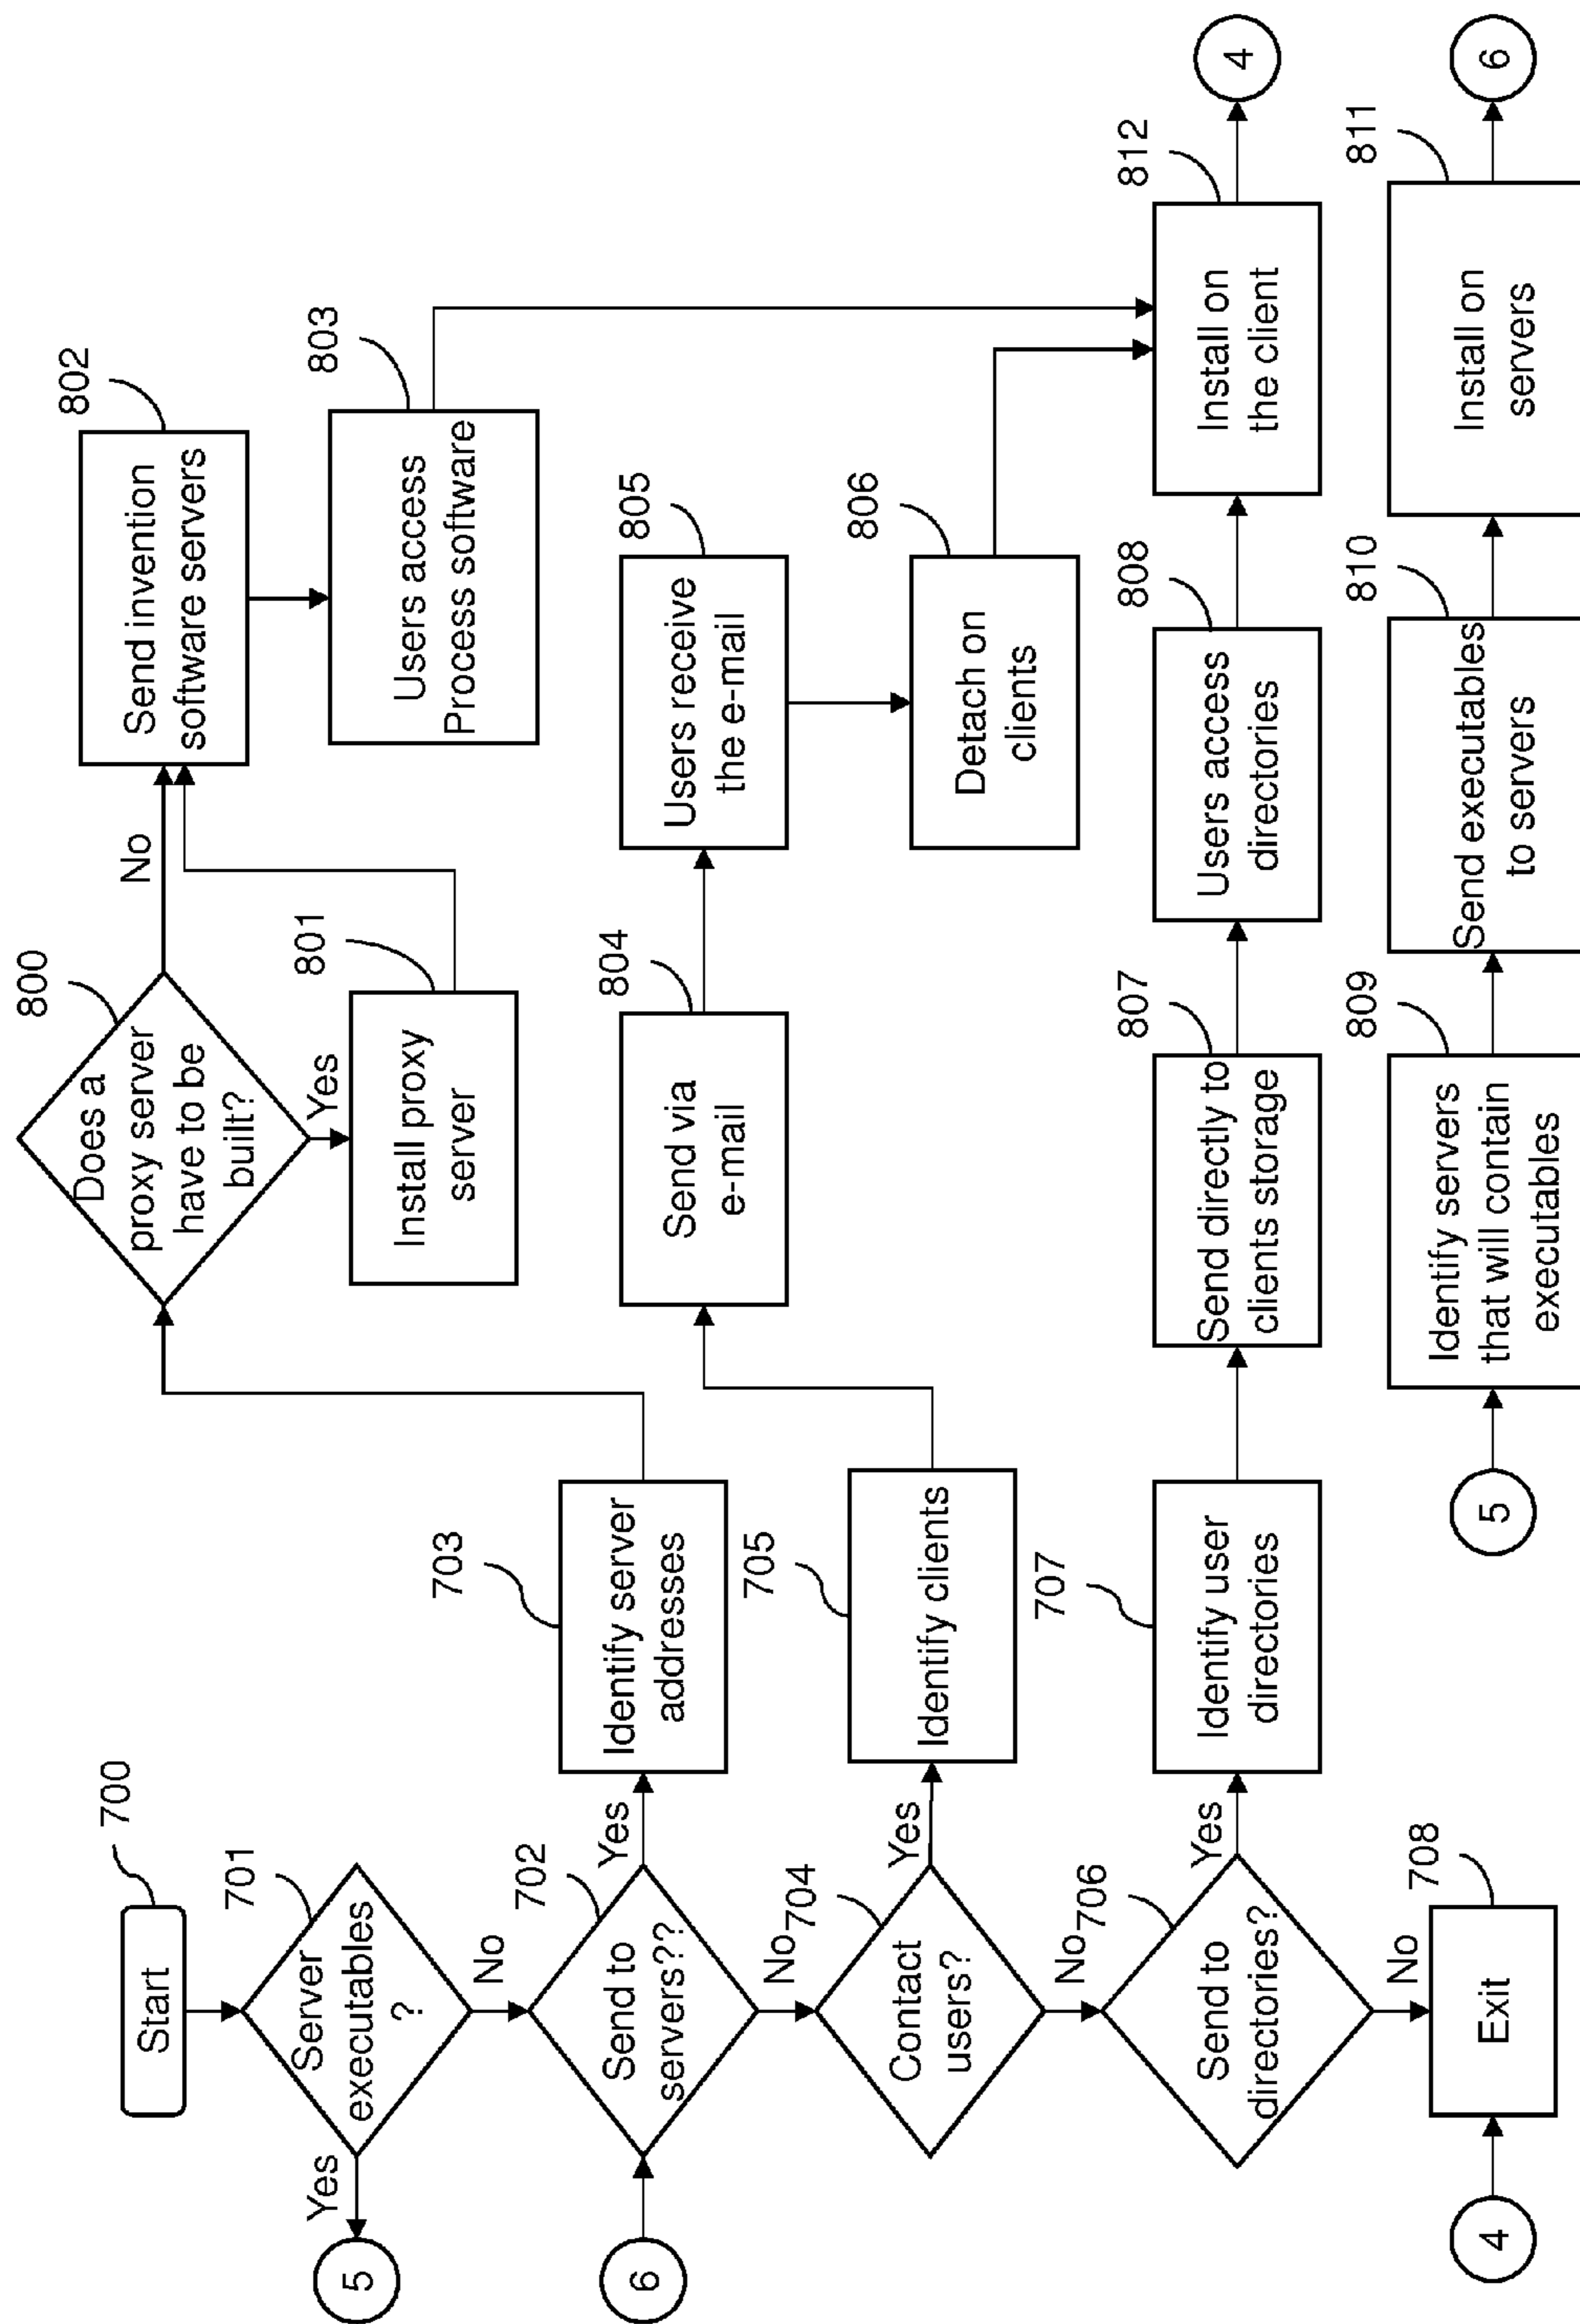 700
Start
701
Server
executables
?
Yes
5
No
702
Send to
servers??
6
Yes
703
Identify server
addresses
No
704
Contact
users?
Yes
705
Identify clients
No
706
Send to
directories?
Yes
707
Identify user
directories
No
708
Exit
4
800
Does a
proxy server
have to be
built?
No
Yes
801
Install proxy
server
802
Send invention
software servers
803
Users access
Process software
804
Send via
e-mail
805
Users receive
the e-mail
806
Detach on
clients
807
Send directly to
clients storage
808
Users access
directories
812
Install on
the client
4
5
809
Identify servers
that will contain
executables
810
Send executables
to servers
811
Install on
servers
6